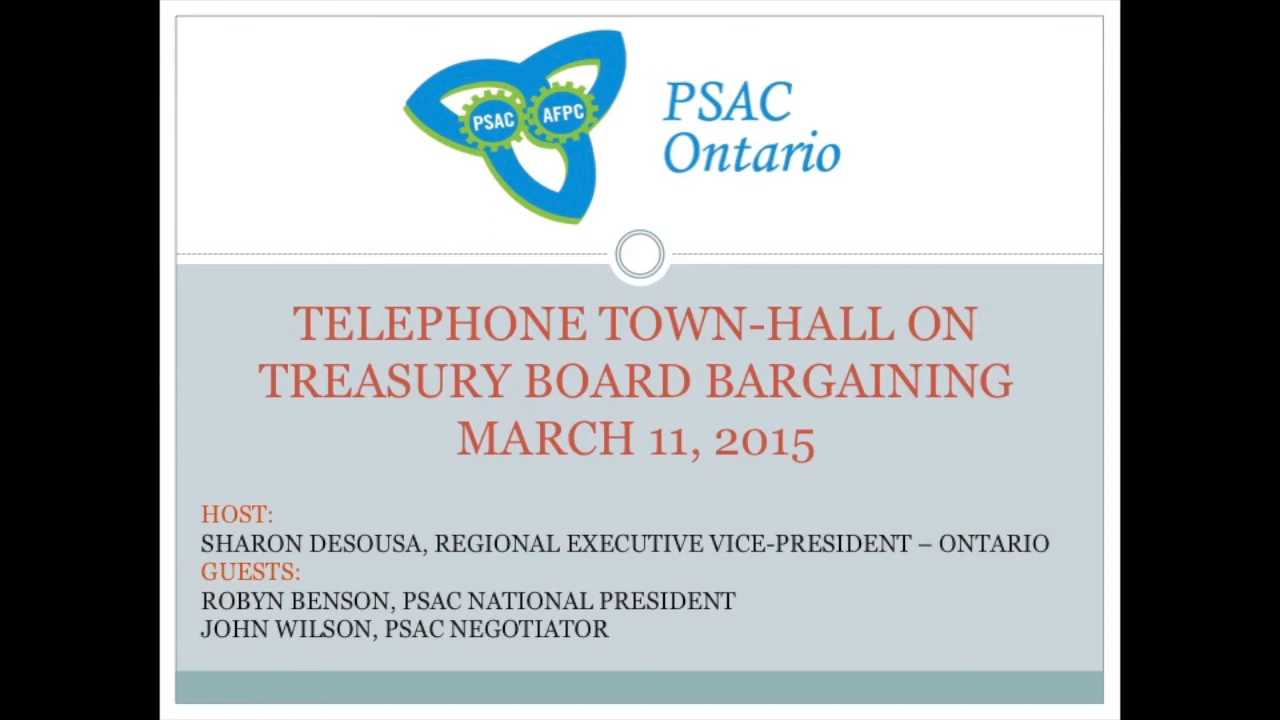 PSAC AFPC
PSAC
Ontario
TELEPHONE TOWN-HALL ON
TREASURY BOARD BARGAINING
MARCH 11, 2015
HOST:
SHARON DESOUSA, REGIONAL EXECUTIVE VICE-PRESIDENT – ONTARIO
GUESTS:
ROBYN BENSON, PSAC NATIONAL PRESIDENT
JOHN WILSON, PSAC NEGOTIATOR